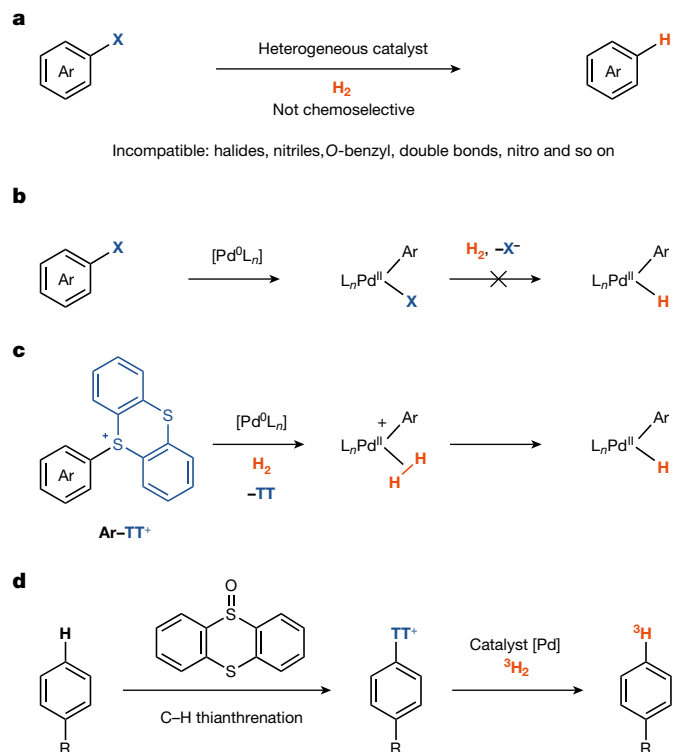 a
X
Ar
Heterogeneous catalyst
H₂
Not chemoselective
H
Ar
Incompatible: halides, nitriles,O-benzyl, double bonds, nitro and so on
b
X
Ar
[Pd⁰Lₙ]
Ar
LₙPdᴵᴵ
X
H₂, –X⁻
Ar
LₙPdᴵᴵ
H
c
S
+
S
Ar
Ar–TT⁺
[Pd⁰Lₙ]
H₂
–TT
+
Ar
LₙPdᴵᴵ
H
H
Ar
LₙPdᴵᴵ
H
d
H
R
O
S
S
C–H thianthrenation
TT⁺
R
Catalyst [Pd]
³H₂
³H
R